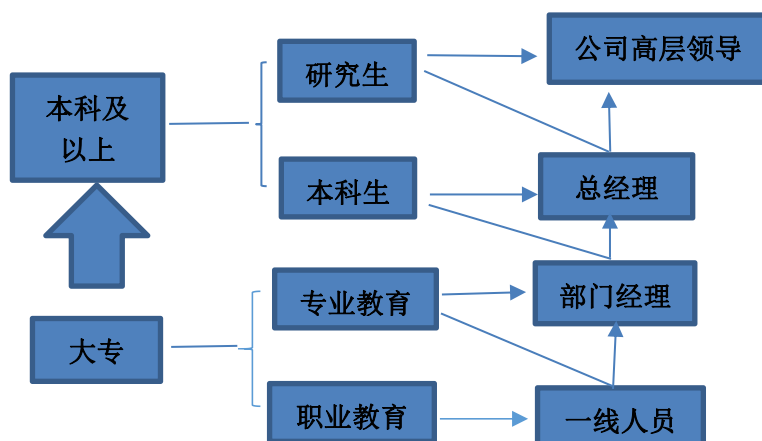 公司高层领导
研究生
本科及
以上
本科生
总经理
专业教育
部门经理
大专
职业教育
一线人员